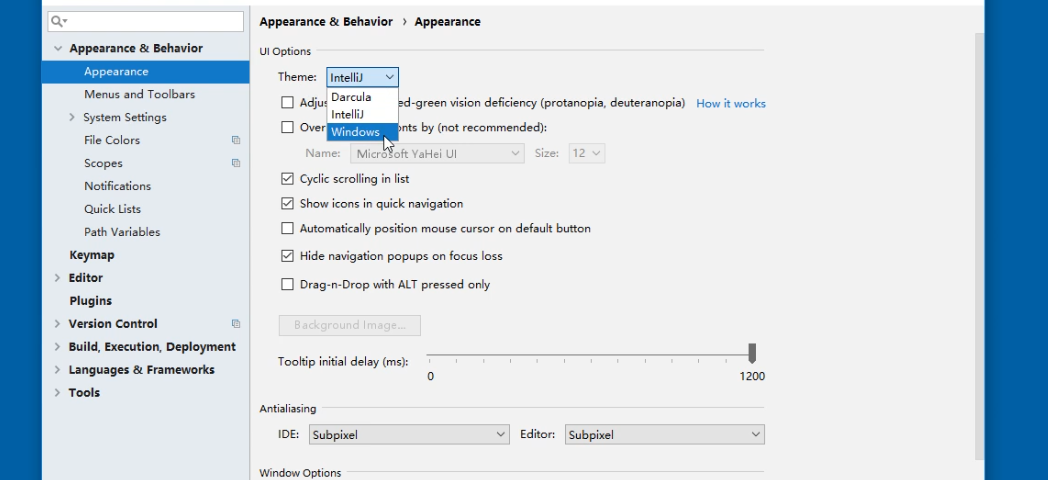 Appearance & Behavior
Appearance
Menus and Toolbars
System Settings
File Colors
Scopes
Notifications
Quick Lists
Path Variables
Keymap
Editor
Plugins
Version Control
Build, Execution, Deployment
Languages & Frameworks
Tools
Appearance & Behavior › Appearance
UI Options
Theme: IntelliJ
Darcula
IntelliJ
Windows
ed-green vision deficiency (protanopia, deuteranopia) How it works
Over onts by (not recommended):
Name: Microsoft YaHei UI Size: 12
Cyclic scrolling in list
Show icons in quick navigation
Automatically position mouse cursor on default button
Hide navigation popups on focus loss
Drag-n-Drop with ALT pressed only
Background Image...
Tooltip initial delay (ms):
0 1200
Antialiasing
IDE: Subpixel Editor: Subpixel
Window Options